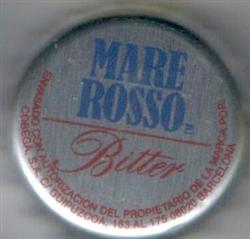 MARE
ROSSO
Bitter
ENVASADO CON AUTORIZACION DEL PROPIETARIO DE LA MARCA POR:
COBEGA, S.A. C/GUIPUZCOA, 163 AL 175 08020 BARCELONA